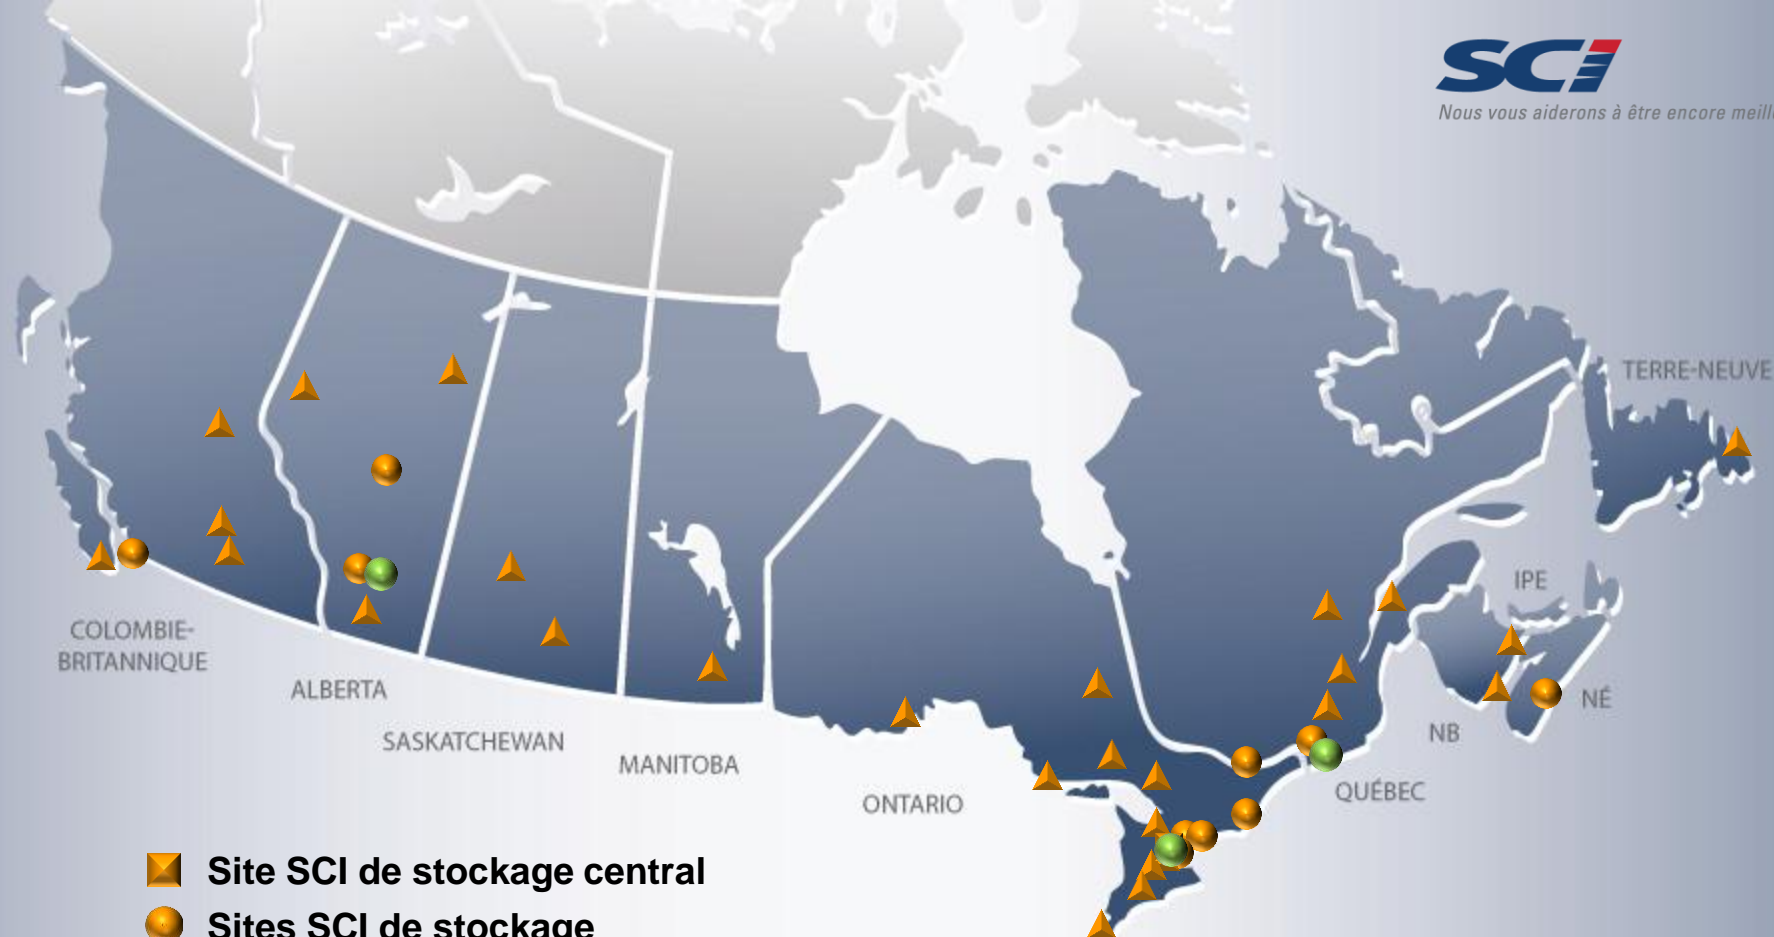 SCI
Nous vous aiderons à être encore
TERRE-NEUVE
IPE
COLOMBIE-
BRITANNIQUE
NÉ
ALBERTA
NB
SASKATCHEWAN
MANITOBA
QUÉBEC
ONTARIO
Site SCI de stockage central
Sites SCI de stockage